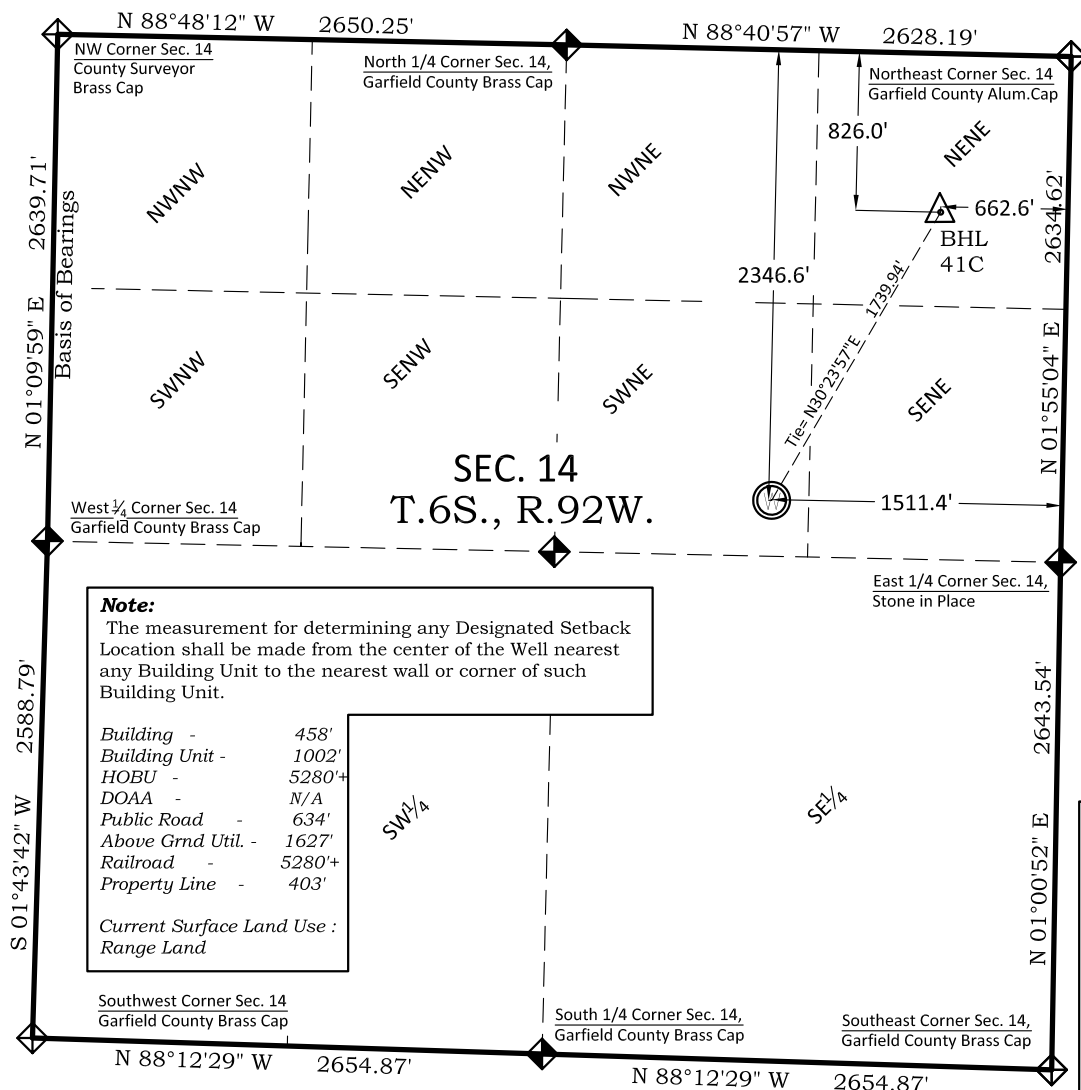 N 88°48'12" W 2650.25'
N 88°40'57" W 2628.19'
NW Corner Sec. 14
County Surveyor
Brass Cap
North 1/4 Corner Sec. 14,
Garfield County Brass Cap
Northeast Corner Sec. 14
Garfield County Alum.Cap
826.0'
NENE
NWNW
NENW
NWNE
N 01°09'59" E 2639.71'
Basis of Bearings
662.6'
BHL
41C
N 01°55'04" E 2634.62'
2346.6'
Tie= N30°23'57"E 1739.94'
SWNW
SENW
SWNE
SENE
SEC. 14
T.6S., R.92W.
1511.4'
West 1/4 Corner Sec. 14
Garfield County Brass Cap
East 1/4 Corner Sec. 14,
Stone in Place
Note:
The measurement for determining any Designated Setback
Location shall be made from the center of the Well nearest
any Building Unit to the nearest wall or corner of such
Building Unit.
Building - 458'
Building Unit - 1002'
HOBU - 5280'+
DOAA - N/A
Public Road - 634'
Above Grnd Util. - 1627'
Railroad - 5280'+
Property Line - 403'
Current Surface Land Use :
Range Land
S 01°43'42" W 2588.79'
SW1/4
SE1/4
N 01°00'52" E 2643.54'
Southwest Corner Sec. 14
Garfield County Brass Cap
South 1/4 Corner Sec. 14,
Garfield County Brass Cap
Southeast Corner Sec. 14,
Garfield County Brass Cap
N 88°12'29" W 2654.87'
N 88°12'29" W 2654.87'